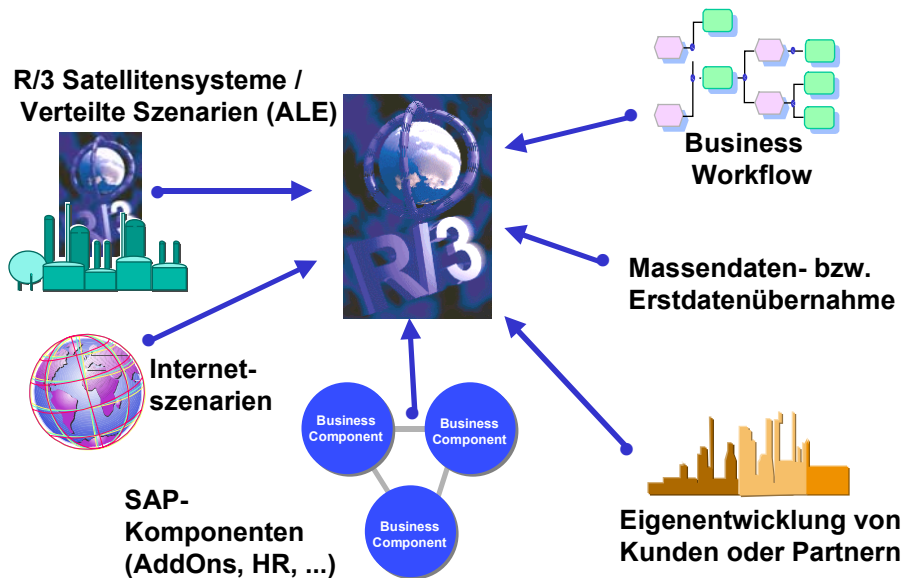 R/3 Satellitensysteme /
Verteilte Szenarien (ALE)
R/3
R/3
Business
Workflow
Massendaten- bzw.
Erstdatenübernahme
Internet-
szenarien
Business
Component
Business
Component
Business
Component
SAP-
Komponenten
(AddOns, HR, ...)
Eigenentwicklung von
Kunden oder Partnern